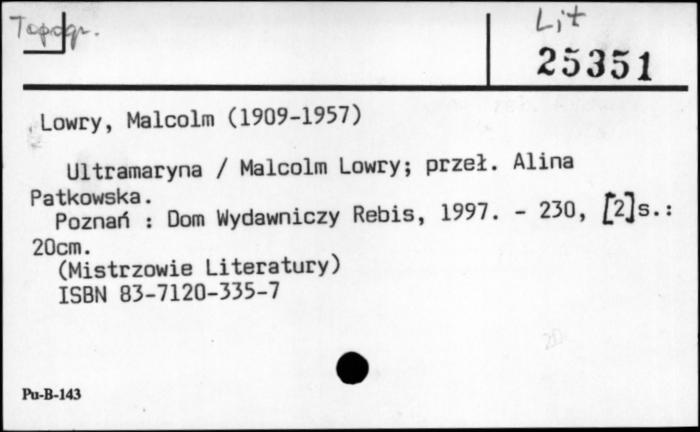 Topogr.
Lit
25351
Lowry, Malcolm (1909-1957)
Ultramaryna / Malcolm Lowry; przeł. Alina
Patkowska.
Poznań : Dom Wydawniczy Rebis, 1997. - 230, [2]s.:
20cm.
(Mistrzowie Literatury)
ISBN 83-7120-335-7
Pu-B-143